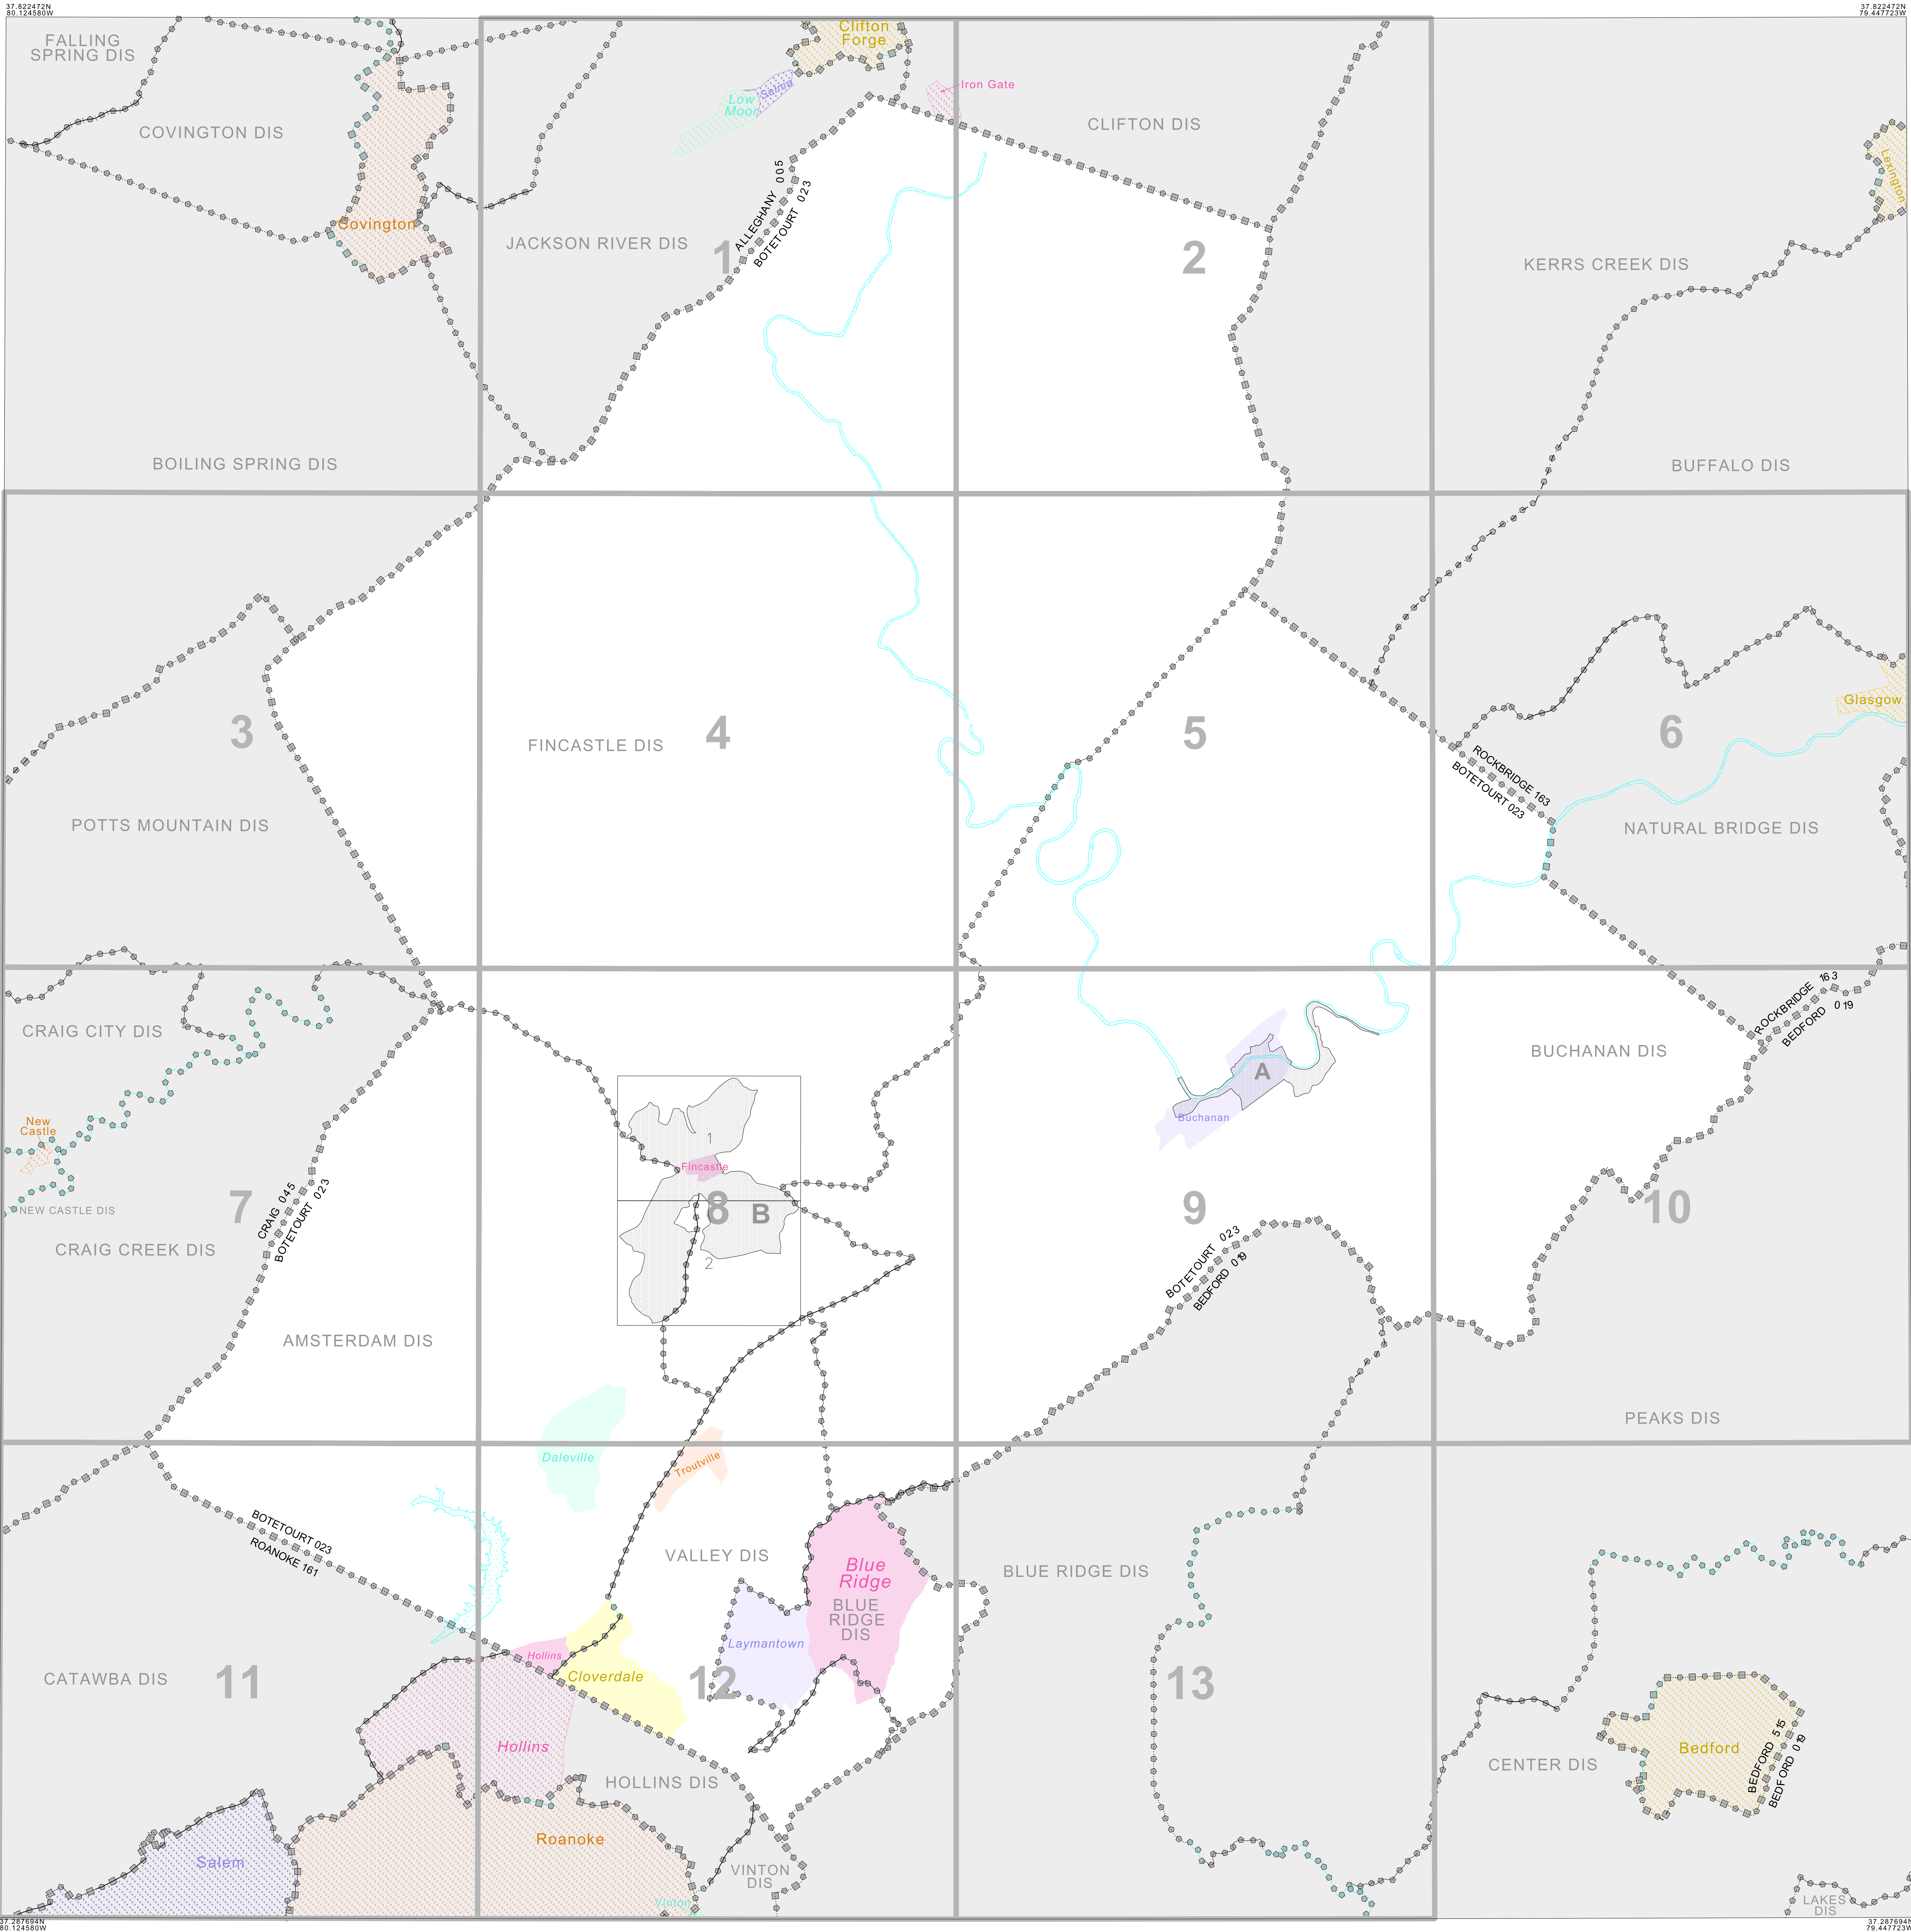 37.822472N
80.124580W
37.822472N
79.447723W
FALLING
SPRING DIS
Clifton
Forge
Iron Gate
Selma
Low
Moor
COVINGTON DIS
CLIFTON DIS
Lexington
Covington
JACKSON RIVER DIS
ALLEGHANY 005
BOTETOURT 023
1
2
KERRS CREEK DIS
BOILING SPRING DIS
BUFFALO DIS
Glasgow
3
FINCASTLE DIS
4
5
6
ROCKBRIDGE 163
BOTETOURT 023
POTTS MOUNTAIN DIS
NATURAL BRIDGE DIS
CRAIG CITY DIS
ROCKBRIDGE 163
BEDFORD 019
BUCHANAN DIS
A
Buchanan
New
Castle
1
Fincastle
NEW CASTLE DIS
7
CRAIG 045
BOTETOURT 023
8
B
9
10
CRAIG CREEK DIS
2
BOTETOURT 023
BEDFORD 019
AMSTERDAM DIS
PEAKS DIS
Daleville
Troutville
BOTETOURT 023
ROANOKE 161
VALLEY DIS
Blue
Ridge
BLUE
RIDGE
DIS
BLUE RIDGE DIS
Laymantown
Hollins
Cloverdale
CATAWBA DIS
11
12
13
Hollins
Bedford
BEDFORD 515
BEDFORD 019
HOLLINS DIS
CENTER DIS
Roanoke
Salem
VINTON
DIS
Vinton
LAKES
DIS
37.287694N
80.124580W
37.287694N
79.447723W